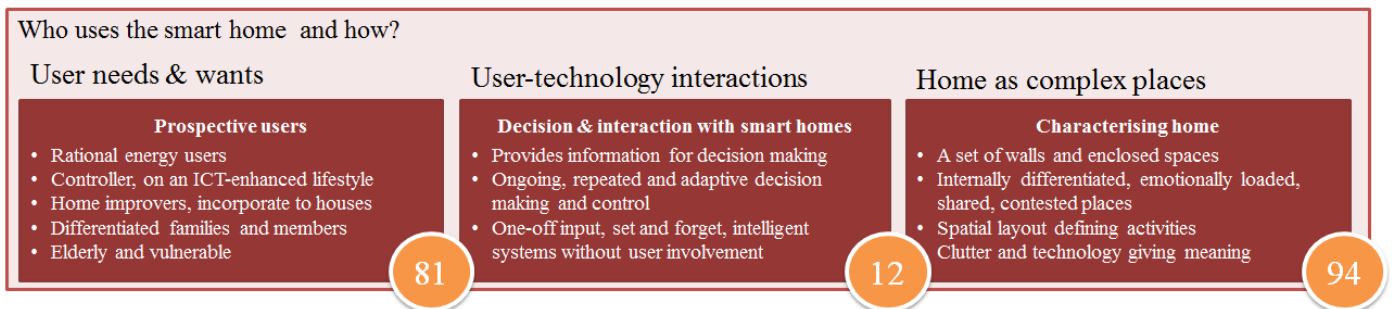 Who uses the smart home and how?
User needs & wants
Prospective users
• Rational energy users
• Controller, on an ICT-enhanced lifestyle
• Home improvers, incorporate to houses
• Differentiated families and members
• Elderly and vulnerable
81
User-technology interactions
Decision & interaction with smart homes
• Provides information for decision making
• Ongoing, repeated and adaptive decision
making and control
• One-off input, set and forget, intelligent
systems without user involvement
12
Home as complex places
Characterising home
• A set of walls and enclosed spaces
• Internally differentiated, emotionally loaded,
shared, contested places
• Spatial layout defining activities
Clutter and technology giving meaning
94